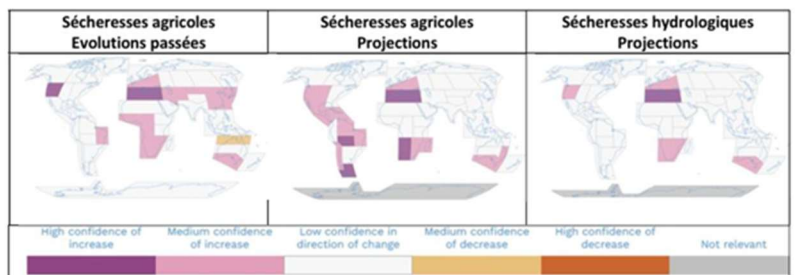 Sécheresses agricoles
Evolutions passées
Sécheresses agricoles
Projections
Sécheresses hydrologiques
Projections
High confidence of
increase
Medium confidence
of increase
Low confidence in
direction of change
Medium confidence
of decrease
High confidence of
decrease
Not relevant